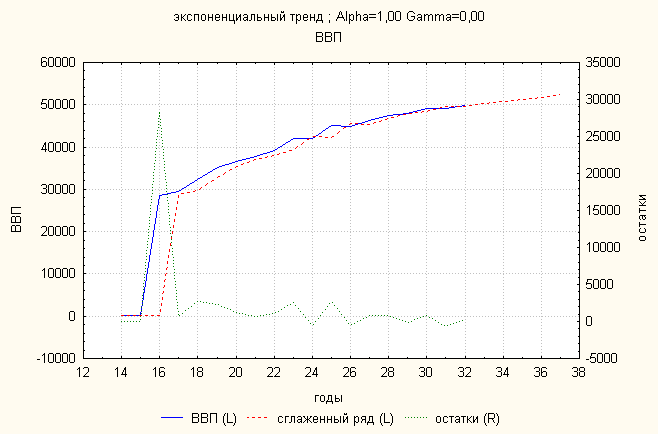 экспоненциальный тренд ; Alpha=1,00 Gamma=0,00
ВВП
60000
50000
40000
30000
20000
10000
0
-10000
ВВП
35000
30000
25000
20000
15000
10000
5000
0
-5000
остатки
12 14 16 18 20 22 24 26 28 30 32 34 36 38
годы
ВВП (L) сглаженный ряд (L) остатки (R)